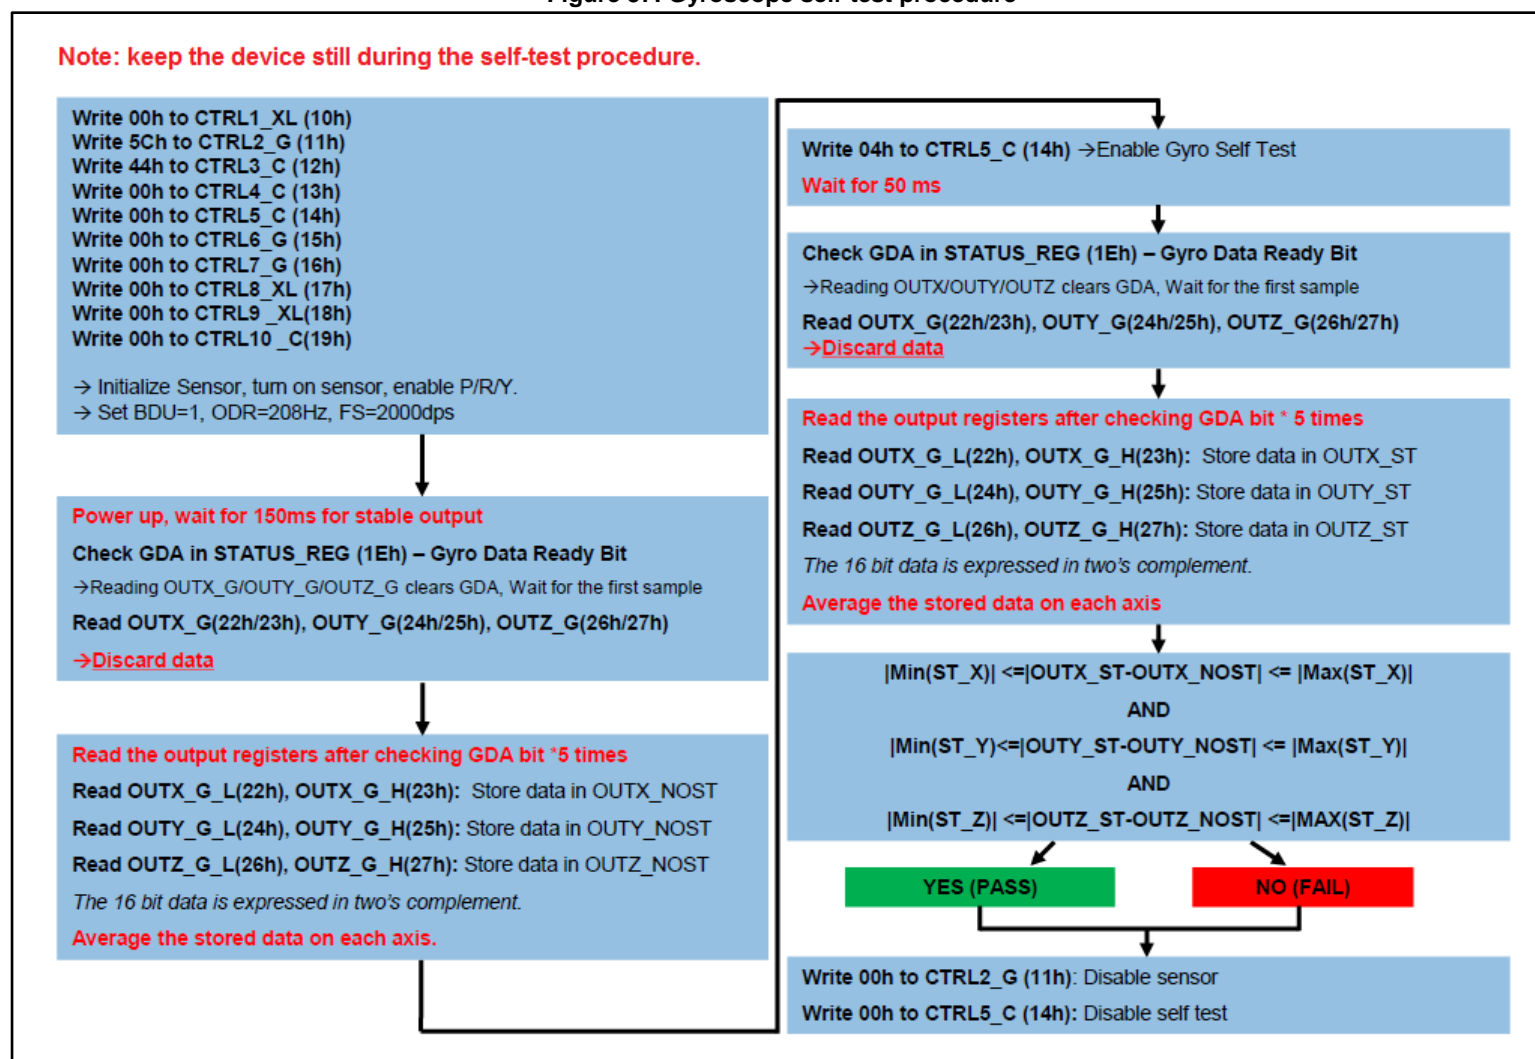 Note: keep the device still during the self-test procedure.
Write 00h to CTRL1_XL (10h)
Write 5Ch to CTRL2_G (11h)
Write 44h to CTRL3_C (12h)
Write 00h to CTRL4_C (13h)
Write 00h to CTRL5_C (14h)
Write 00h to CTRL6_G (15h)
Write 00h to CTRL7_G (16h)
Write 00h to CTRL8_XL (17h)
Write 00h to CTRL9 _XL(18h)
Write 00h to CTRL10 _C(19h)
→ Initialize Sensor, turn on sensor, enable P/R/Y.
→ Set BDU=1, ODR=208Hz, FS=2000dps
Power up, wait for 150ms for stable output
Check GDA in STATUS_REG (1Eh) – Gyro Data Ready Bit
→Reading OUTX_G/OUTY_G/OUTZ_G clears GDA, Wait for the first sample
Read OUTX_G(22h/23h), OUTY_G(24h/25h), OUTZ_G(26h/27h)
→Discard data
Read the output registers after checking GDA bit *5 times
Read OUTX_G_L(22h), OUTX_G_H(23h): Store data in OUTX_NOST
Read OUTY_G_L(24h), OUTY_G_H(25h): Store data in OUTY_NOST
Read OUTZ_G_L(26h), OUTZ_G_H(27h): Store data in OUTZ_NOST
The 16 bit data is expressed in two's complement.
Average the stored data on each axis.
Write 04h to CTRL5_C (14h) →Enable Gyro Self Test
Wait for 50 ms
Check GDA in STATUS_REG (1Eh) – Gyro Data Ready Bit
→Reading OUTX/OUTY/OUTZ clears GDA, Wait for the first sample
Read OUTX_G(22h/23h), OUTY_G(24h/25h), OUTZ_G(26h/27h)
→Discard data
Read the output registers after checking GDA bit * 5 times
Read OUTX_G_L(22h), OUTX_G_H(23h): Store data in OUTX_ST
Read OUTY_G_L(24h), OUTY_G_H(25h): Store data in OUTY_ST
Read OUTZ_G_L(26h), OUTZ_G_H(27h): Store data in OUTZ_ST
The 16 bit data is expressed in two's complement.
Average the stored data on each axis
|Min(ST_X)| <=|OUTX_ST-OUTX_NOST| <= |Max(ST_X)|
AND
|Min(ST_Y)<=|OUTY_ST-OUTY_NOST| <= |Max(ST_Y)|
AND
|Min(ST_Z)| <=|OUTZ_ST-OUTZ_NOST| <=|MAX(ST_Z)|
YES (PASS)
NO (FAIL)
Write 00h to CTRL2_G (11h): Disable sensor
Write 00h to CTRL5_C (14h): Disable self test